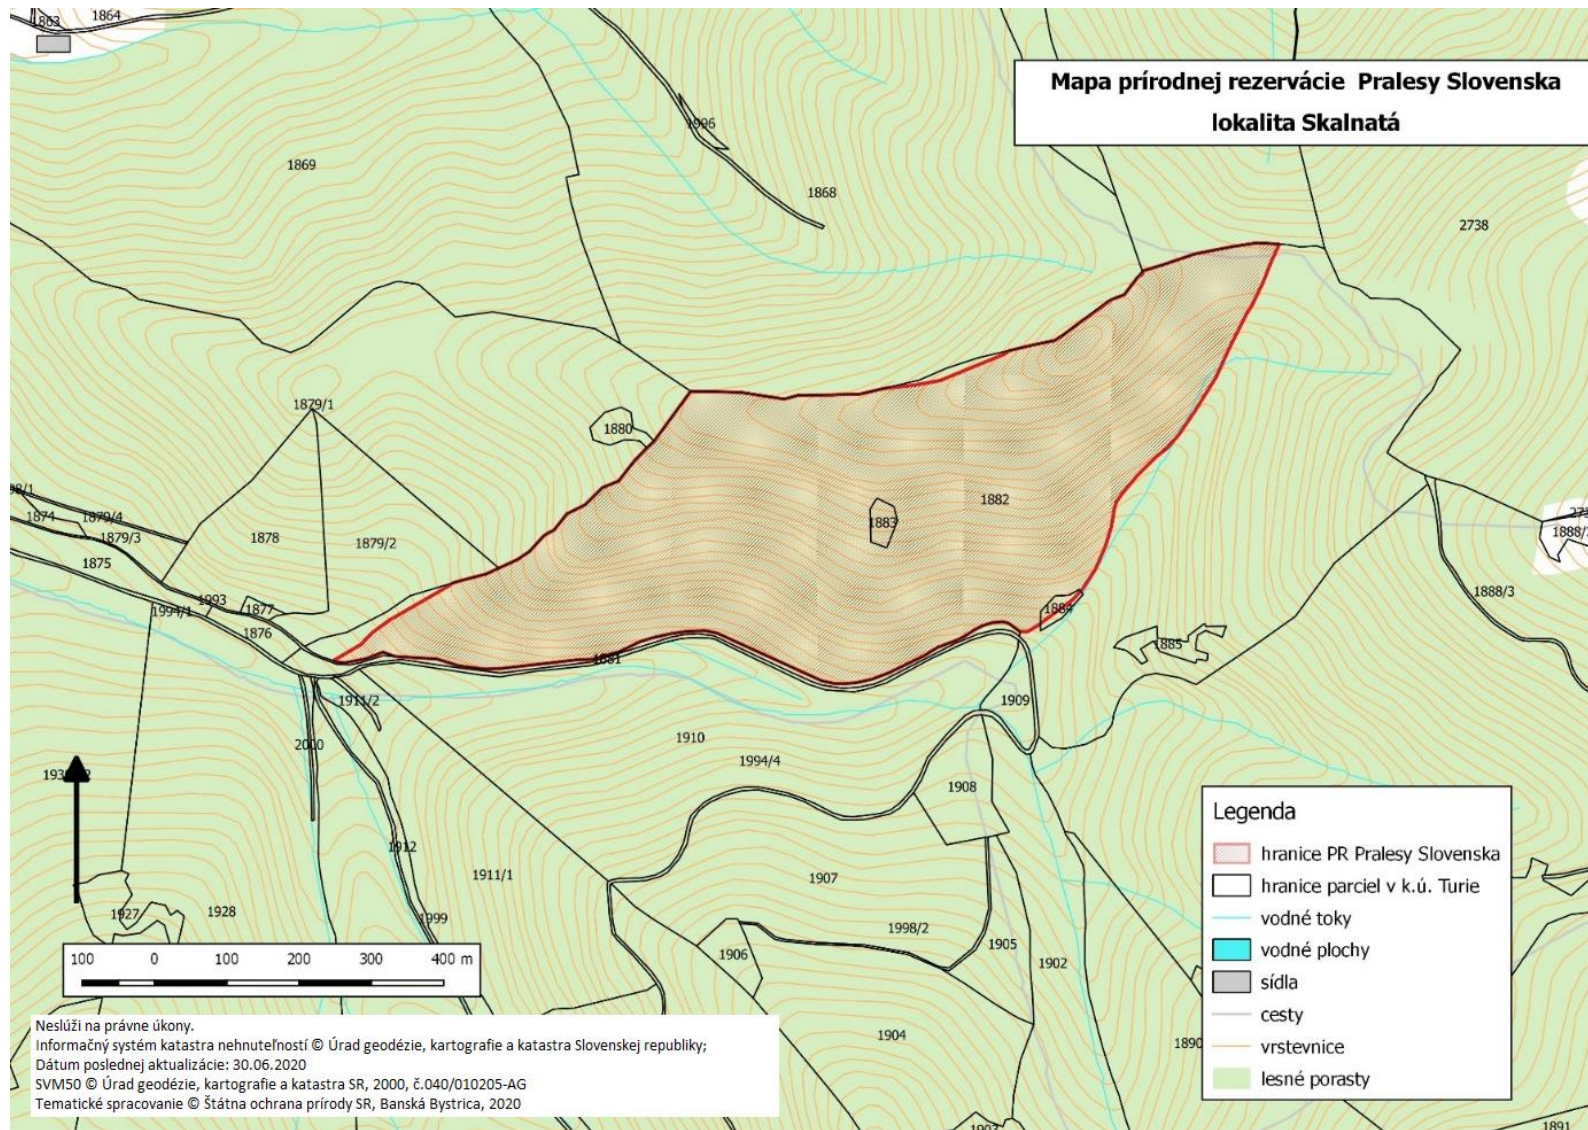 1863
1864
Mapa prírodnej rezervácie Pralesy Slovenska
lokalita Skalnatá
1996
1869
1868
2738
1879/1
1880
1874
1879/4
1879/3
1875
1878
1879/2
1882
1883
1888/3
1993
1994/1
1877
1876
1884
1885
1881
1911/2
1909
2000
1910
1994/4
1908
1912
1911/1
1907
1927
1928
1999
1998/2
1906
1905
1902
1904
1890
1903
1891
Legenda
hranice PR Pralesy Slovenska
hranice parciel v k.ú. Turie
vodné toky
vodné plochy
sídla
cesty
vrstevnice
lesné porasty
100 0 100 200 300 400 m
Neslúži na právne úkony.
Informačný systém katastra nehnuteľností © Úrad geodézie, kartografie a katastra Slovenskej republiky;
Dátum poslednej aktualizácie: 30.06.2020
SVM50 © Úrad geodézie, kartografie a katastra SR, 2000, č.040/010205-AG
Tematické spracovanie © Štátna ochrana prírody SR, Banská Bystrica, 2020